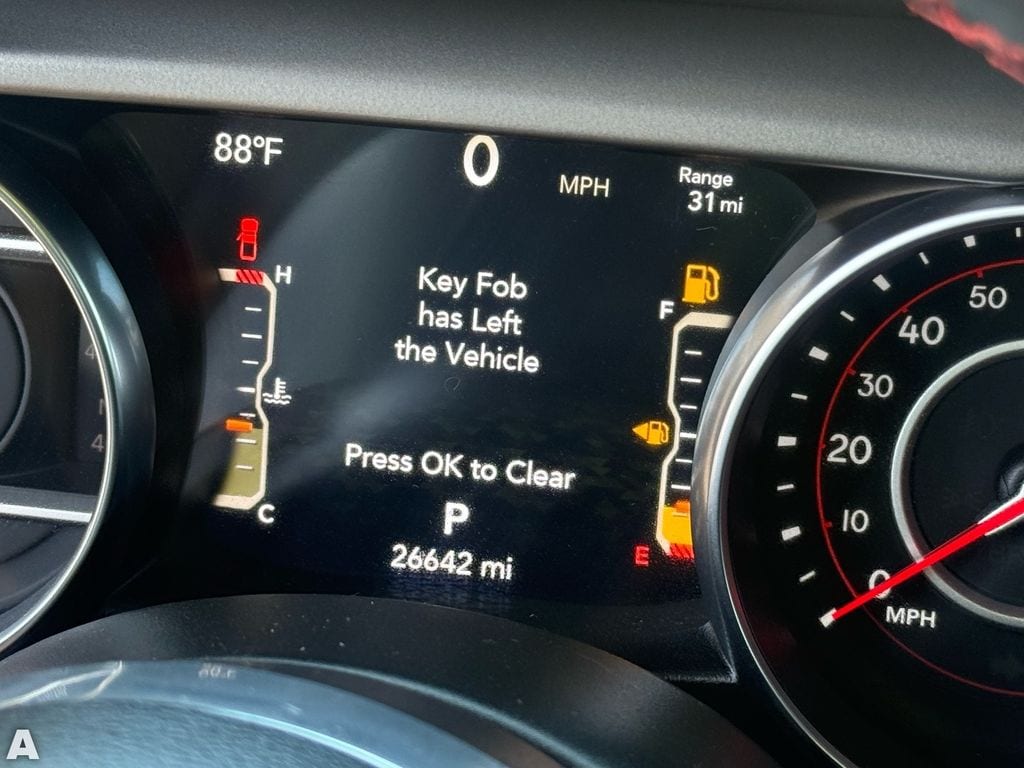 88°F
0 MPH
Range
31 mi
H
Key Fob
has Left
the Vehicle
F
Press OK to Clear
C
P
E
26642 mi
50
40
30
20
10
0
MPH
A